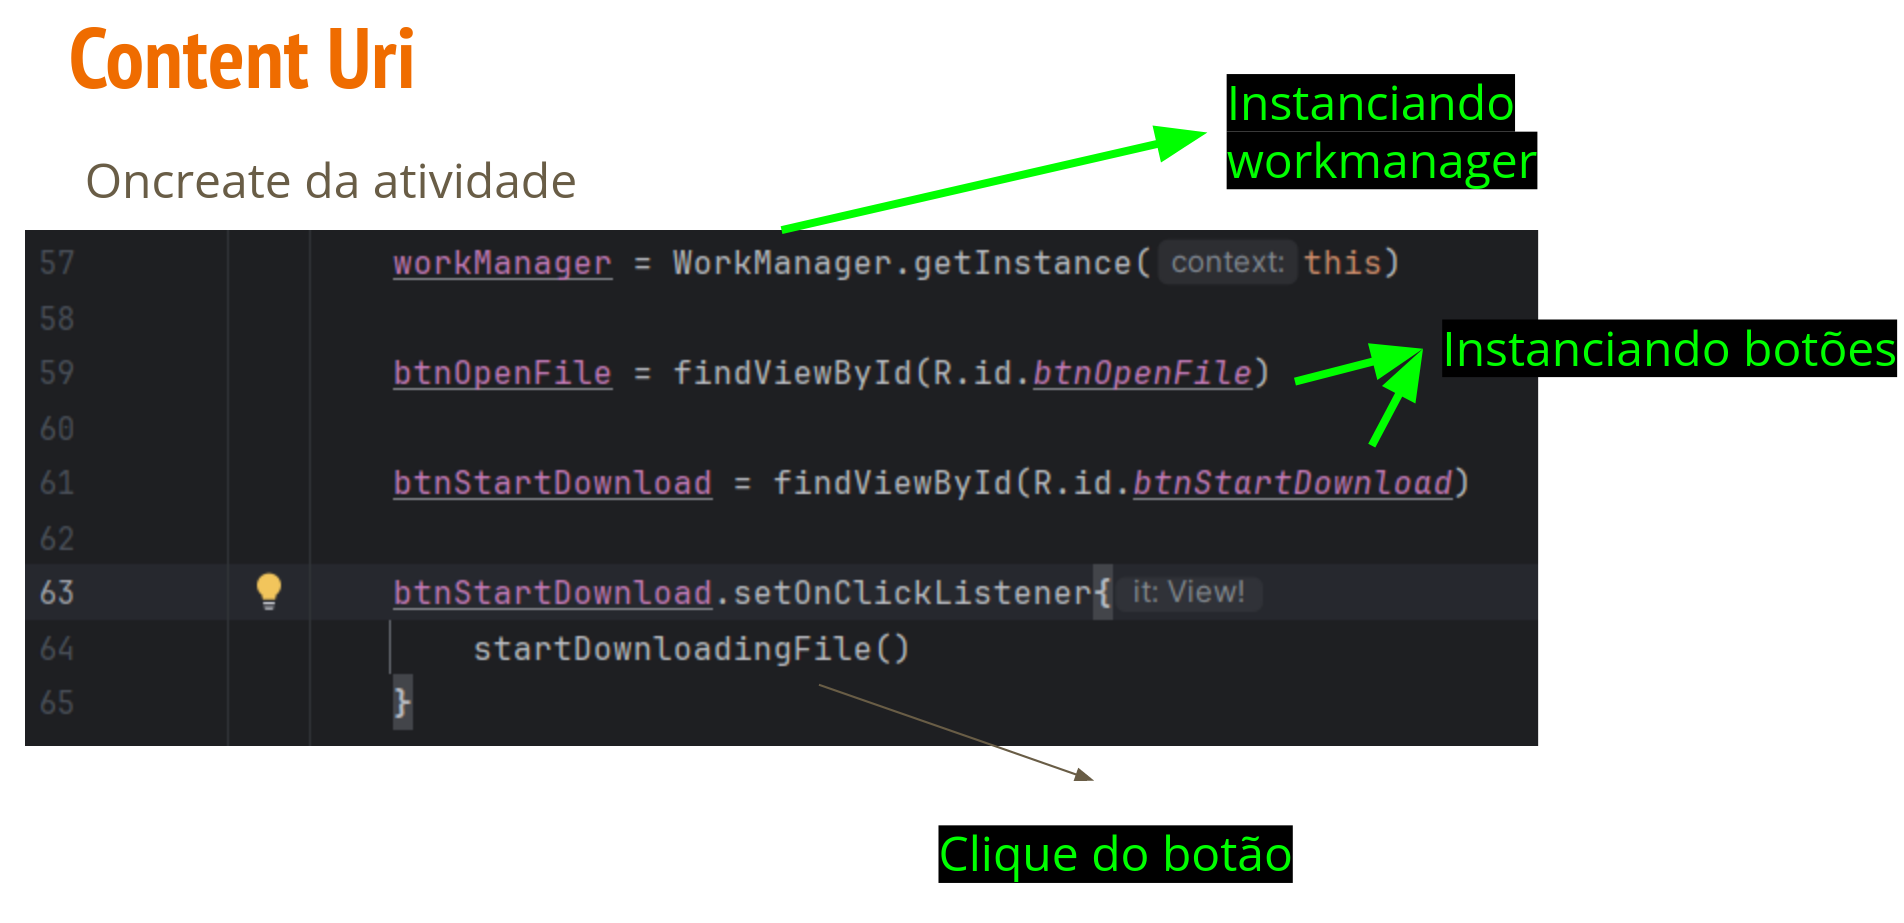 Content Uri
Instanciando
workmanager
Oncreate da atividade
57 workManager = WorkManager.getInstance( context: this)
58
Instanciando botões
59 btnOpenFile = findViewById(R.id.btnOpenFile)
60
61 btnStartDownload = findViewById(R.id.btnStartDownload)
62
63 btnStartDownload.setOnClickListener{ it: View!
64 startDownloadingFile()
65 }
Clique do botão